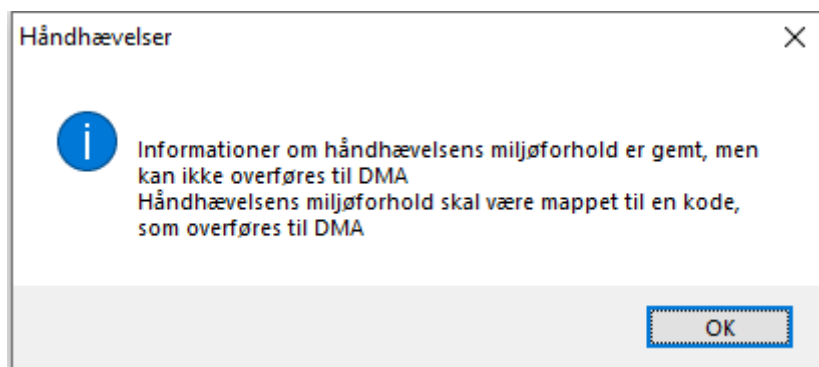 Håndhævelser
Informationer om håndhævelsens miljøforhold er gemt, men
kan ikke overføres til DMA
Håndhævelsens miljøforhold skal være mappet til en kode,
som overføres til DMA
OK